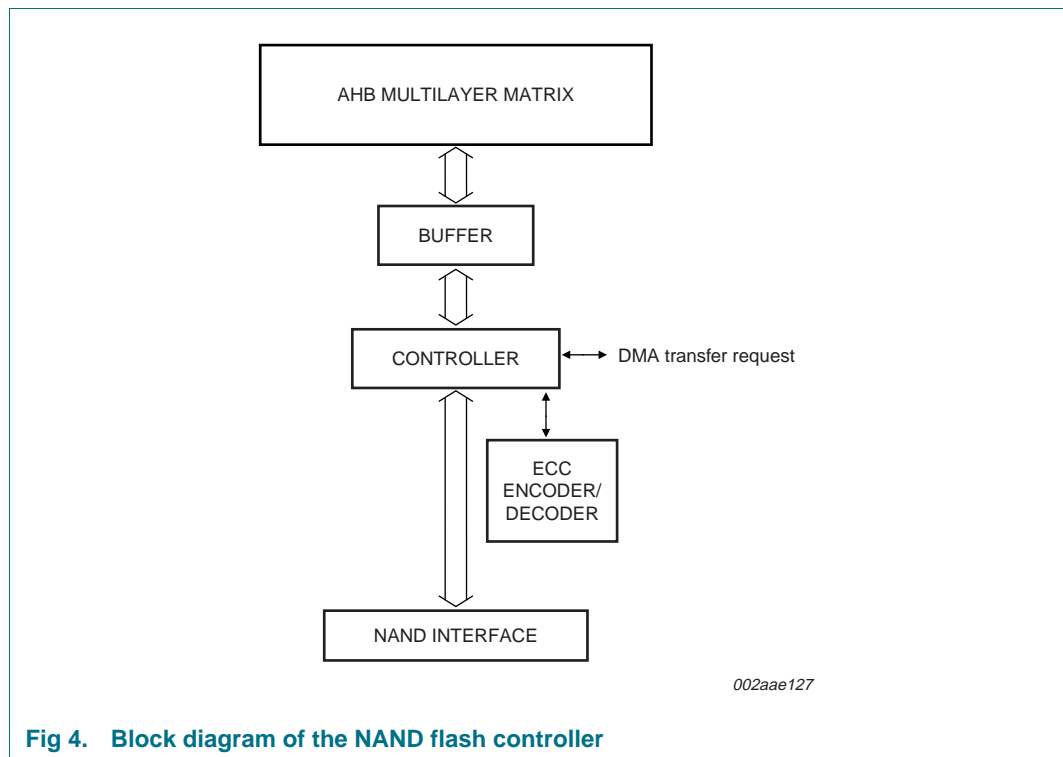 AHB MULTILAYER MATRIX
BUFFER
CONTROLLER
DMA transfer request
ECC
ENCODER/
DECODER
NAND INTERFACE
002aae127
Fig 4. Block diagram of the NAND flash controller